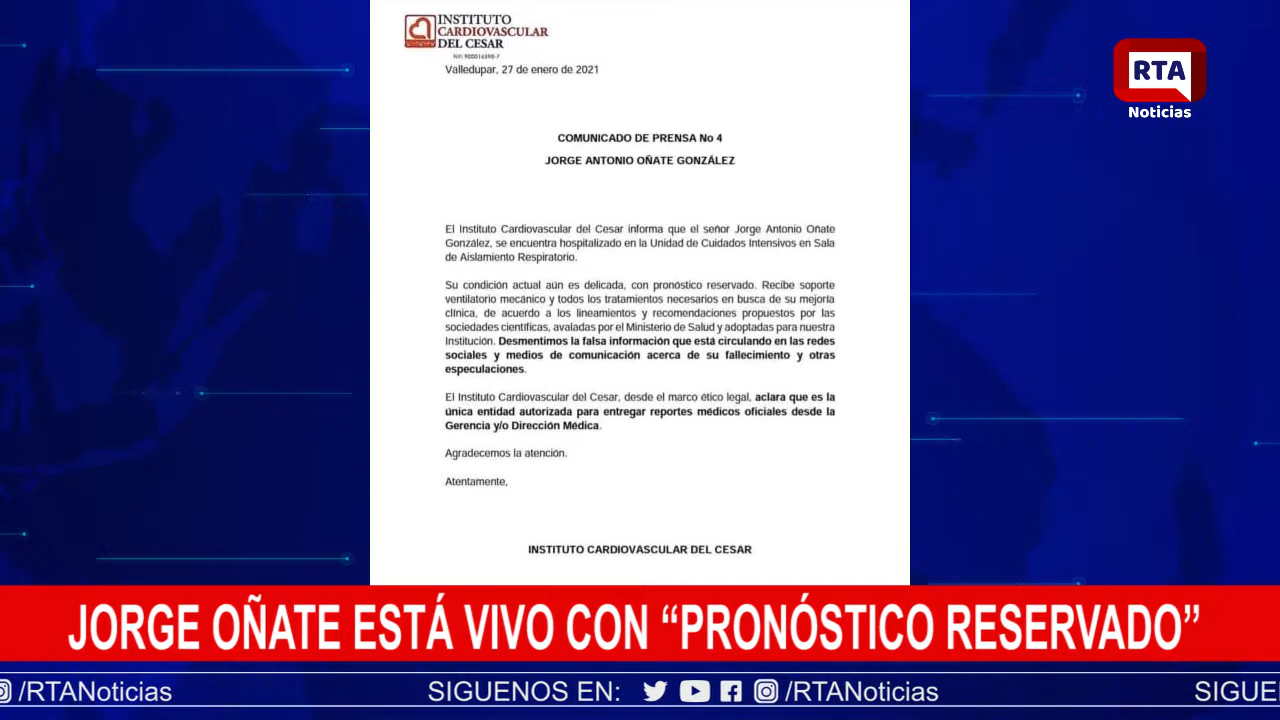 INSTITUTO
CARDIOVASCULAR
DEL CESAR
Nit: 900016598-7
Valledupar, 27 de enero de 2021
RTA
Noticias
COMUNICADO DE PRENSA No 4
JORGE ANTONIO OÑATE GONZÁLEZ
El Instituto Cardiovascular del Cesar informa que el señor Jorge Antonio Oñate
González, se encuentra hospitalizado en la Unidad de Cuidados Intensivos en Sala
de Aislamiento Respiratorio.
Su condición actual aún es delicada, con pronóstico reservado. Recibe soporte
ventilatorio mecánico y todos los tratamientos necesarios en busca de su mejoría
clínica, de acuerdo a los lineamientos y recomendaciones propuestos por las
sociedades científicas, avaladas por el Ministerio de Salud y adoptadas para nuestra
Institución. Desmentimos la falsa información que está circulando en las redes
sociales y medios de comunicación acerca de su fallecimiento y otras
especulaciones.
El Instituto Cardiovascular del Cesar, desde el marco ético legal, aclara que es la
única entidad autorizada para entregar reportes médicos oficiales desde la
Gerencia y/o Dirección Médica.
Agradecemos la atención.
Atentamente,
INSTITUTO CARDIOVASCULAR DEL CESAR
JORGE OÑATE ESTÁ VIVO CON “PRONÓSTICO RESERVADO”
/RTANoticias SIGUENOS EN: /RTANoticias SIGUE